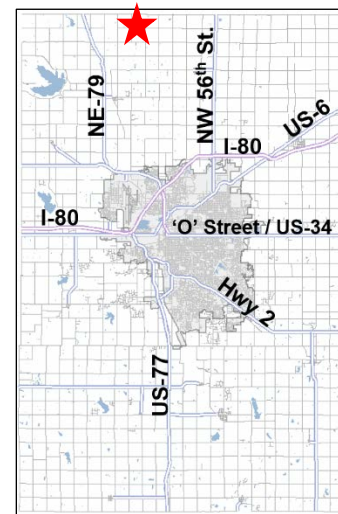 NE-79
NW 56th St.
US-6
I-80
I-80
'O' Street / US-34
Hwy 2
US-77